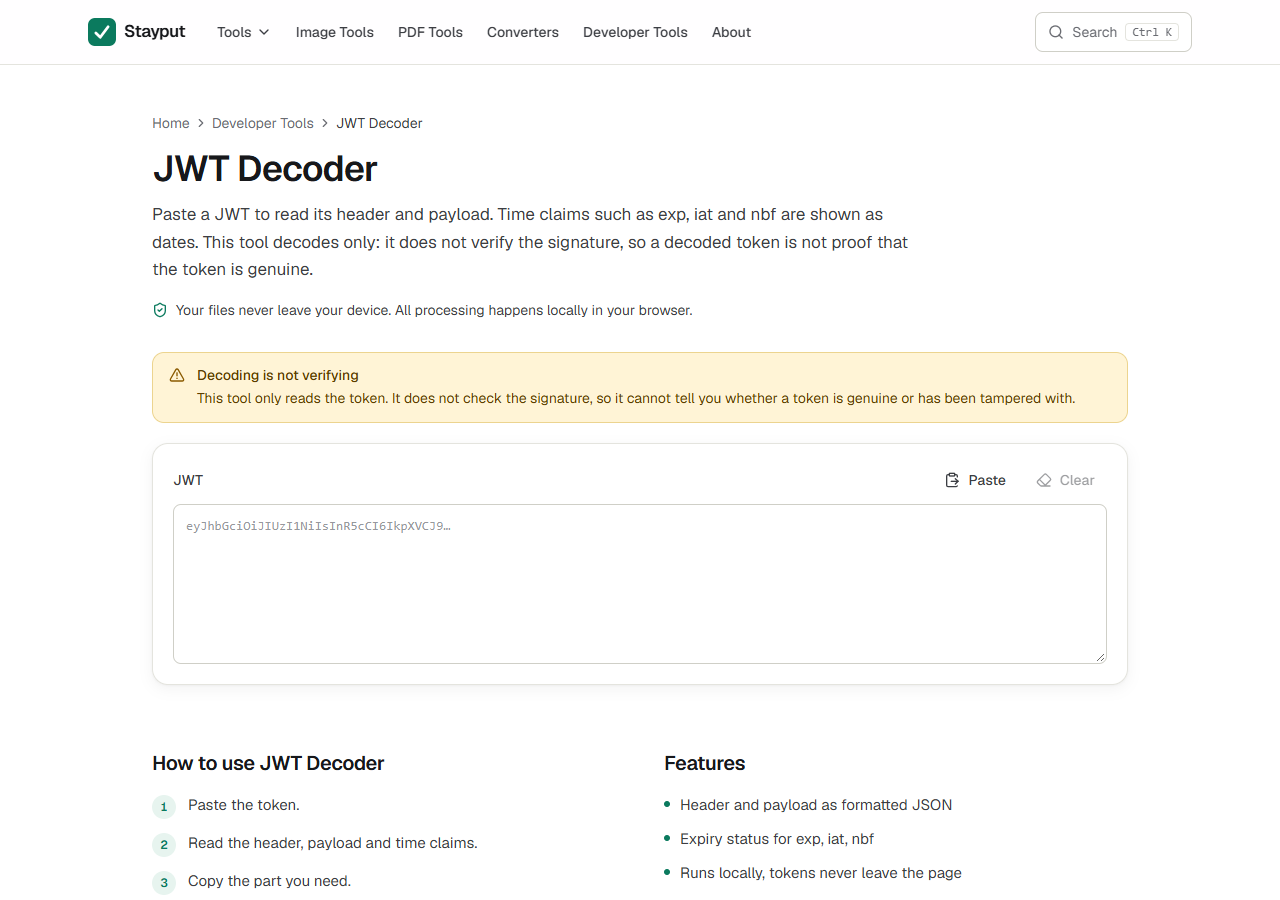 Stayput
Tools
Image Tools
PDF Tools
Converters
Developer Tools
About
Search
Ctrl K
Home > Developer Tools > JWT Decoder
JWT Decoder
Paste a JWT to read its header and payload. Time claims such as exp, iat and nbf are shown as
dates. This tool decodes only: it does not verify the signature, so a decoded token is not proof that
the token is genuine.
Your files never leave your device. All processing happens locally in your browser.
Decoding is not verifying
This tool only reads the token. It does not check the signature, so it cannot tell you whether a token is genuine or has been tampered with.
JWT
Paste
Clear
eyJhbGciOiJIUzI1NiIsInR5cCI6IkpXVCJ9…
How to use JWT Decoder
1 Paste the token.
2 Read the header, payload and time claims.
3 Copy the part you need.
Features
Header and payload as formatted JSON
Expiry status for exp, iat, nbf
Runs locally, tokens never leave the page